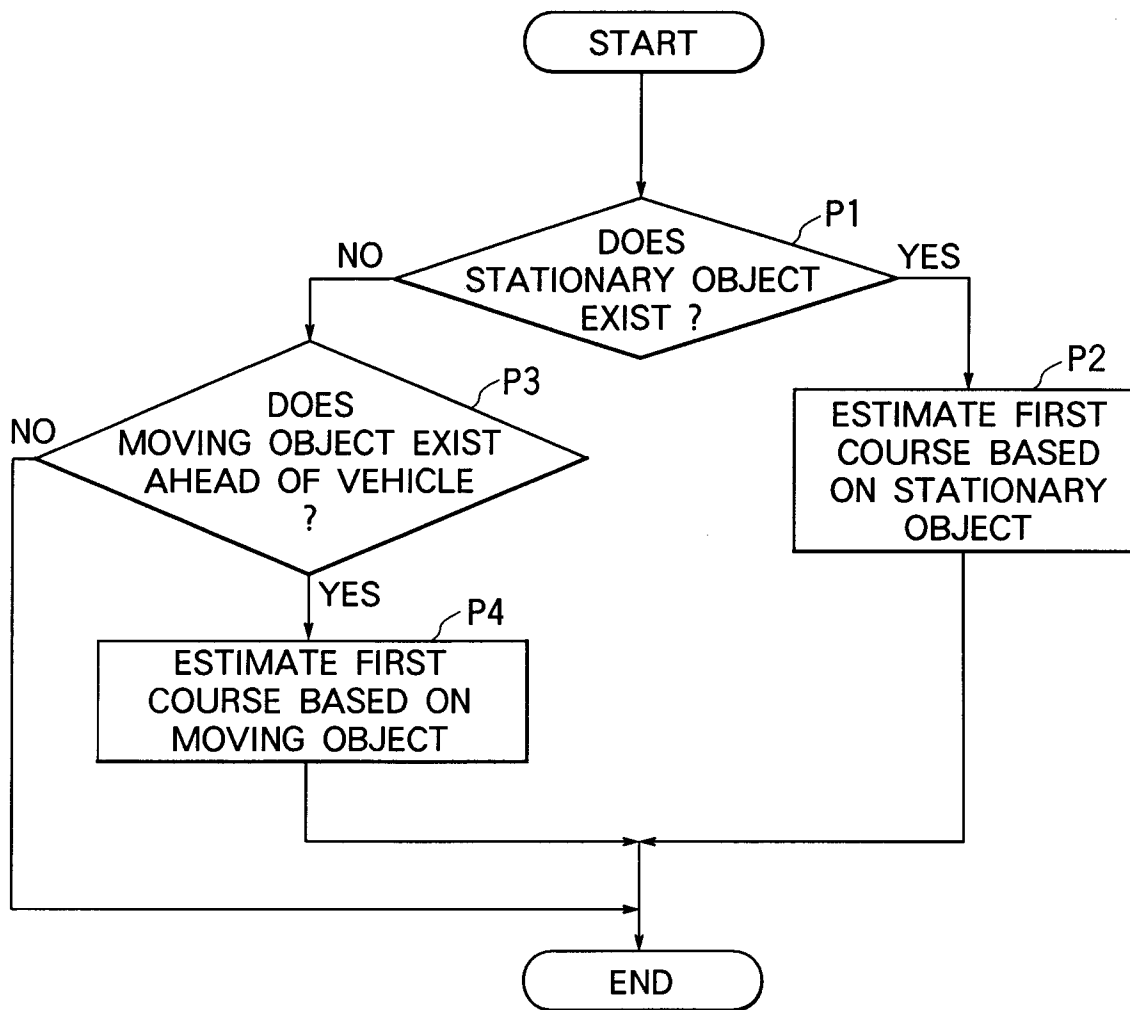 START
P1
DOES
STATIONARY OBJECT
EXIST ?
NO
YES
P3
DOES
MOVING OBJECT EXIST
AHEAD OF VEHICLE
?
NO
YES
P2
ESTIMATE FIRST
COURSE BASED
ON STATIONARY
OBJECT
P4
ESTIMATE FIRST
COURSE BASED ON
MOVING OBJECT
END